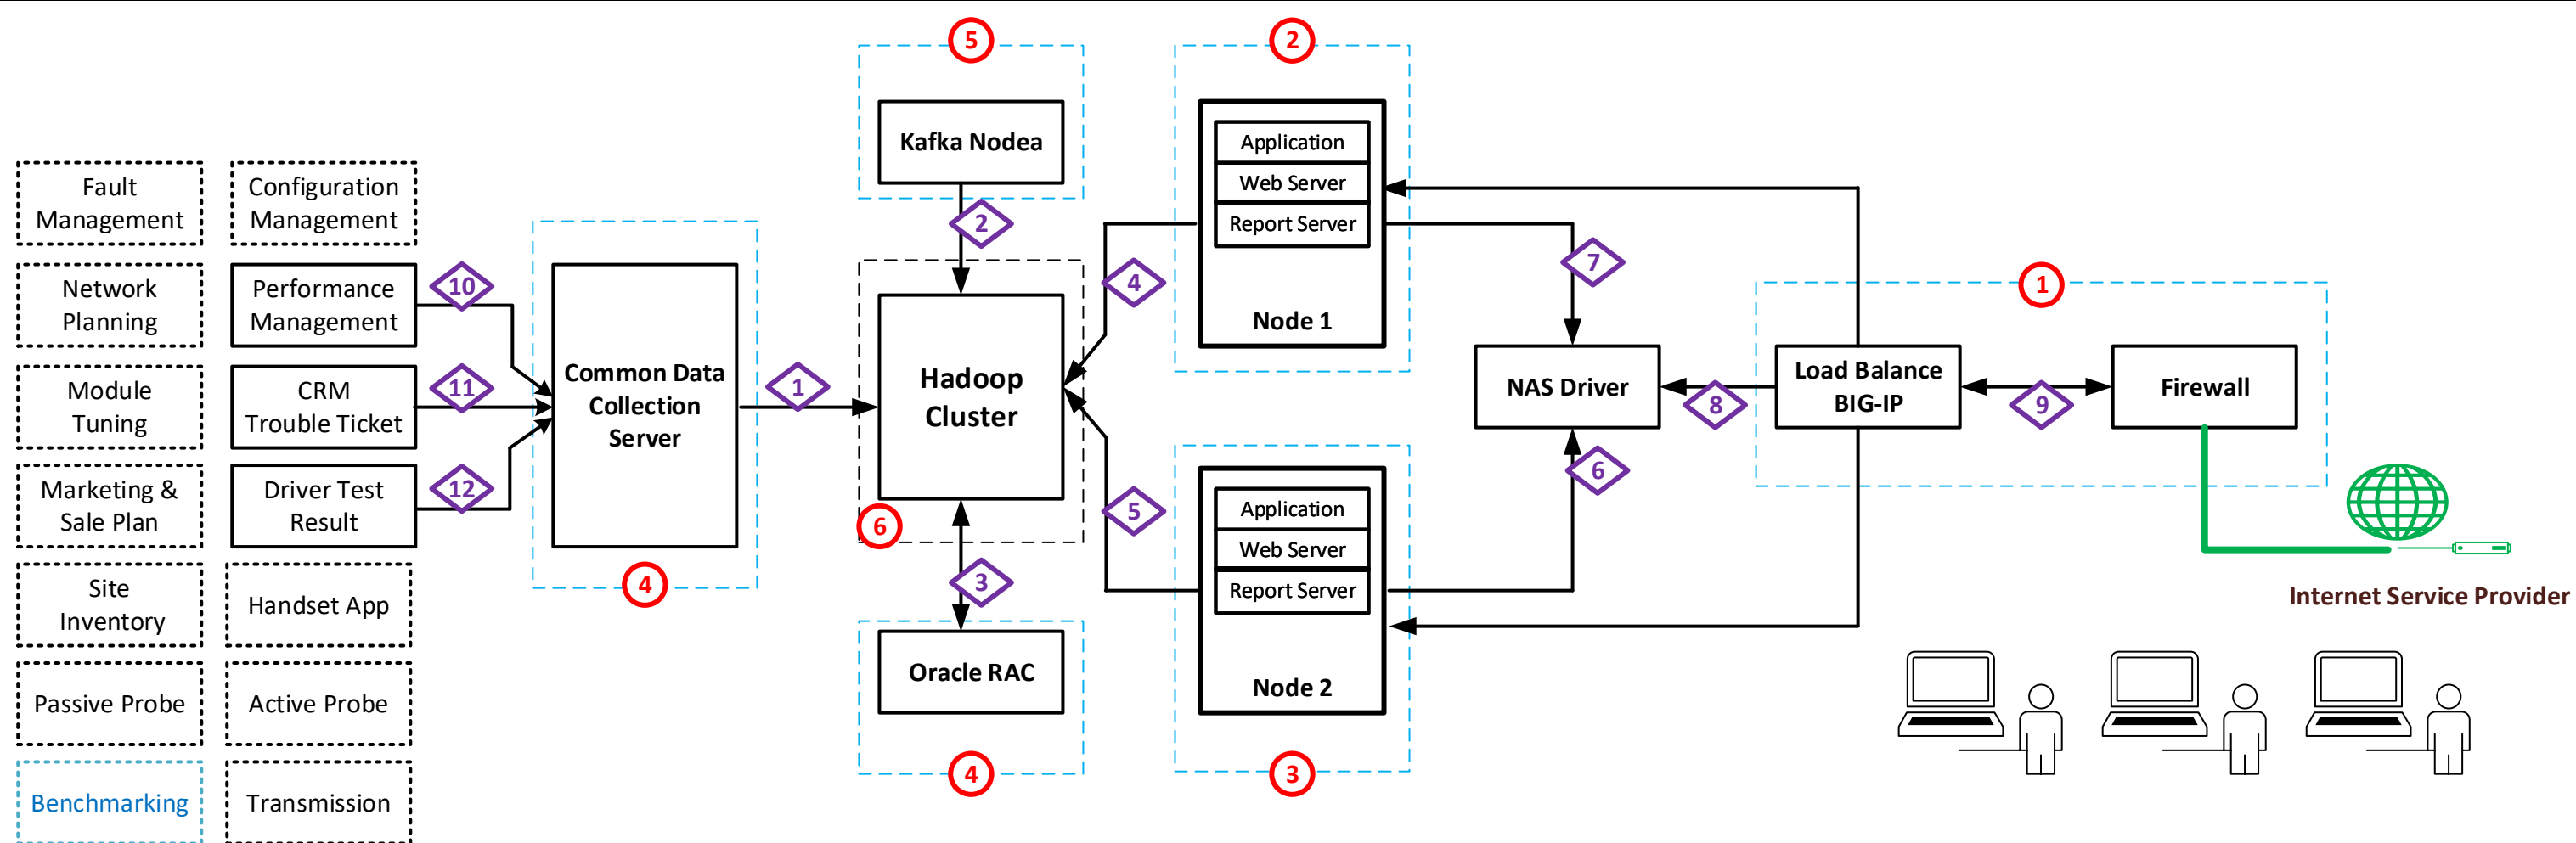 5
2
Kafka Nodea
Application
Web Server
Report Server
Node 1
Fault
Management
Configuration
Management
2
Network
Planning
Performance
Management
10
4
7
1
Module
Tuning
CRM
Trouble Ticket
11
Common Data
Collection
Server
1
Hadoop
Cluster
NAS Driver
8
Load Balance
BIG-IP
9
Firewall
Marketing &
Sale Plan
Driver Test
Result
12
6
5
6
Application
Web Server
Report Server
Node 2
Site
Inventory
Handset App
4
3
Internet Service Provider
Passive Probe
Active Probe
Oracle RAC
Benchmarking
Transmission
4
3